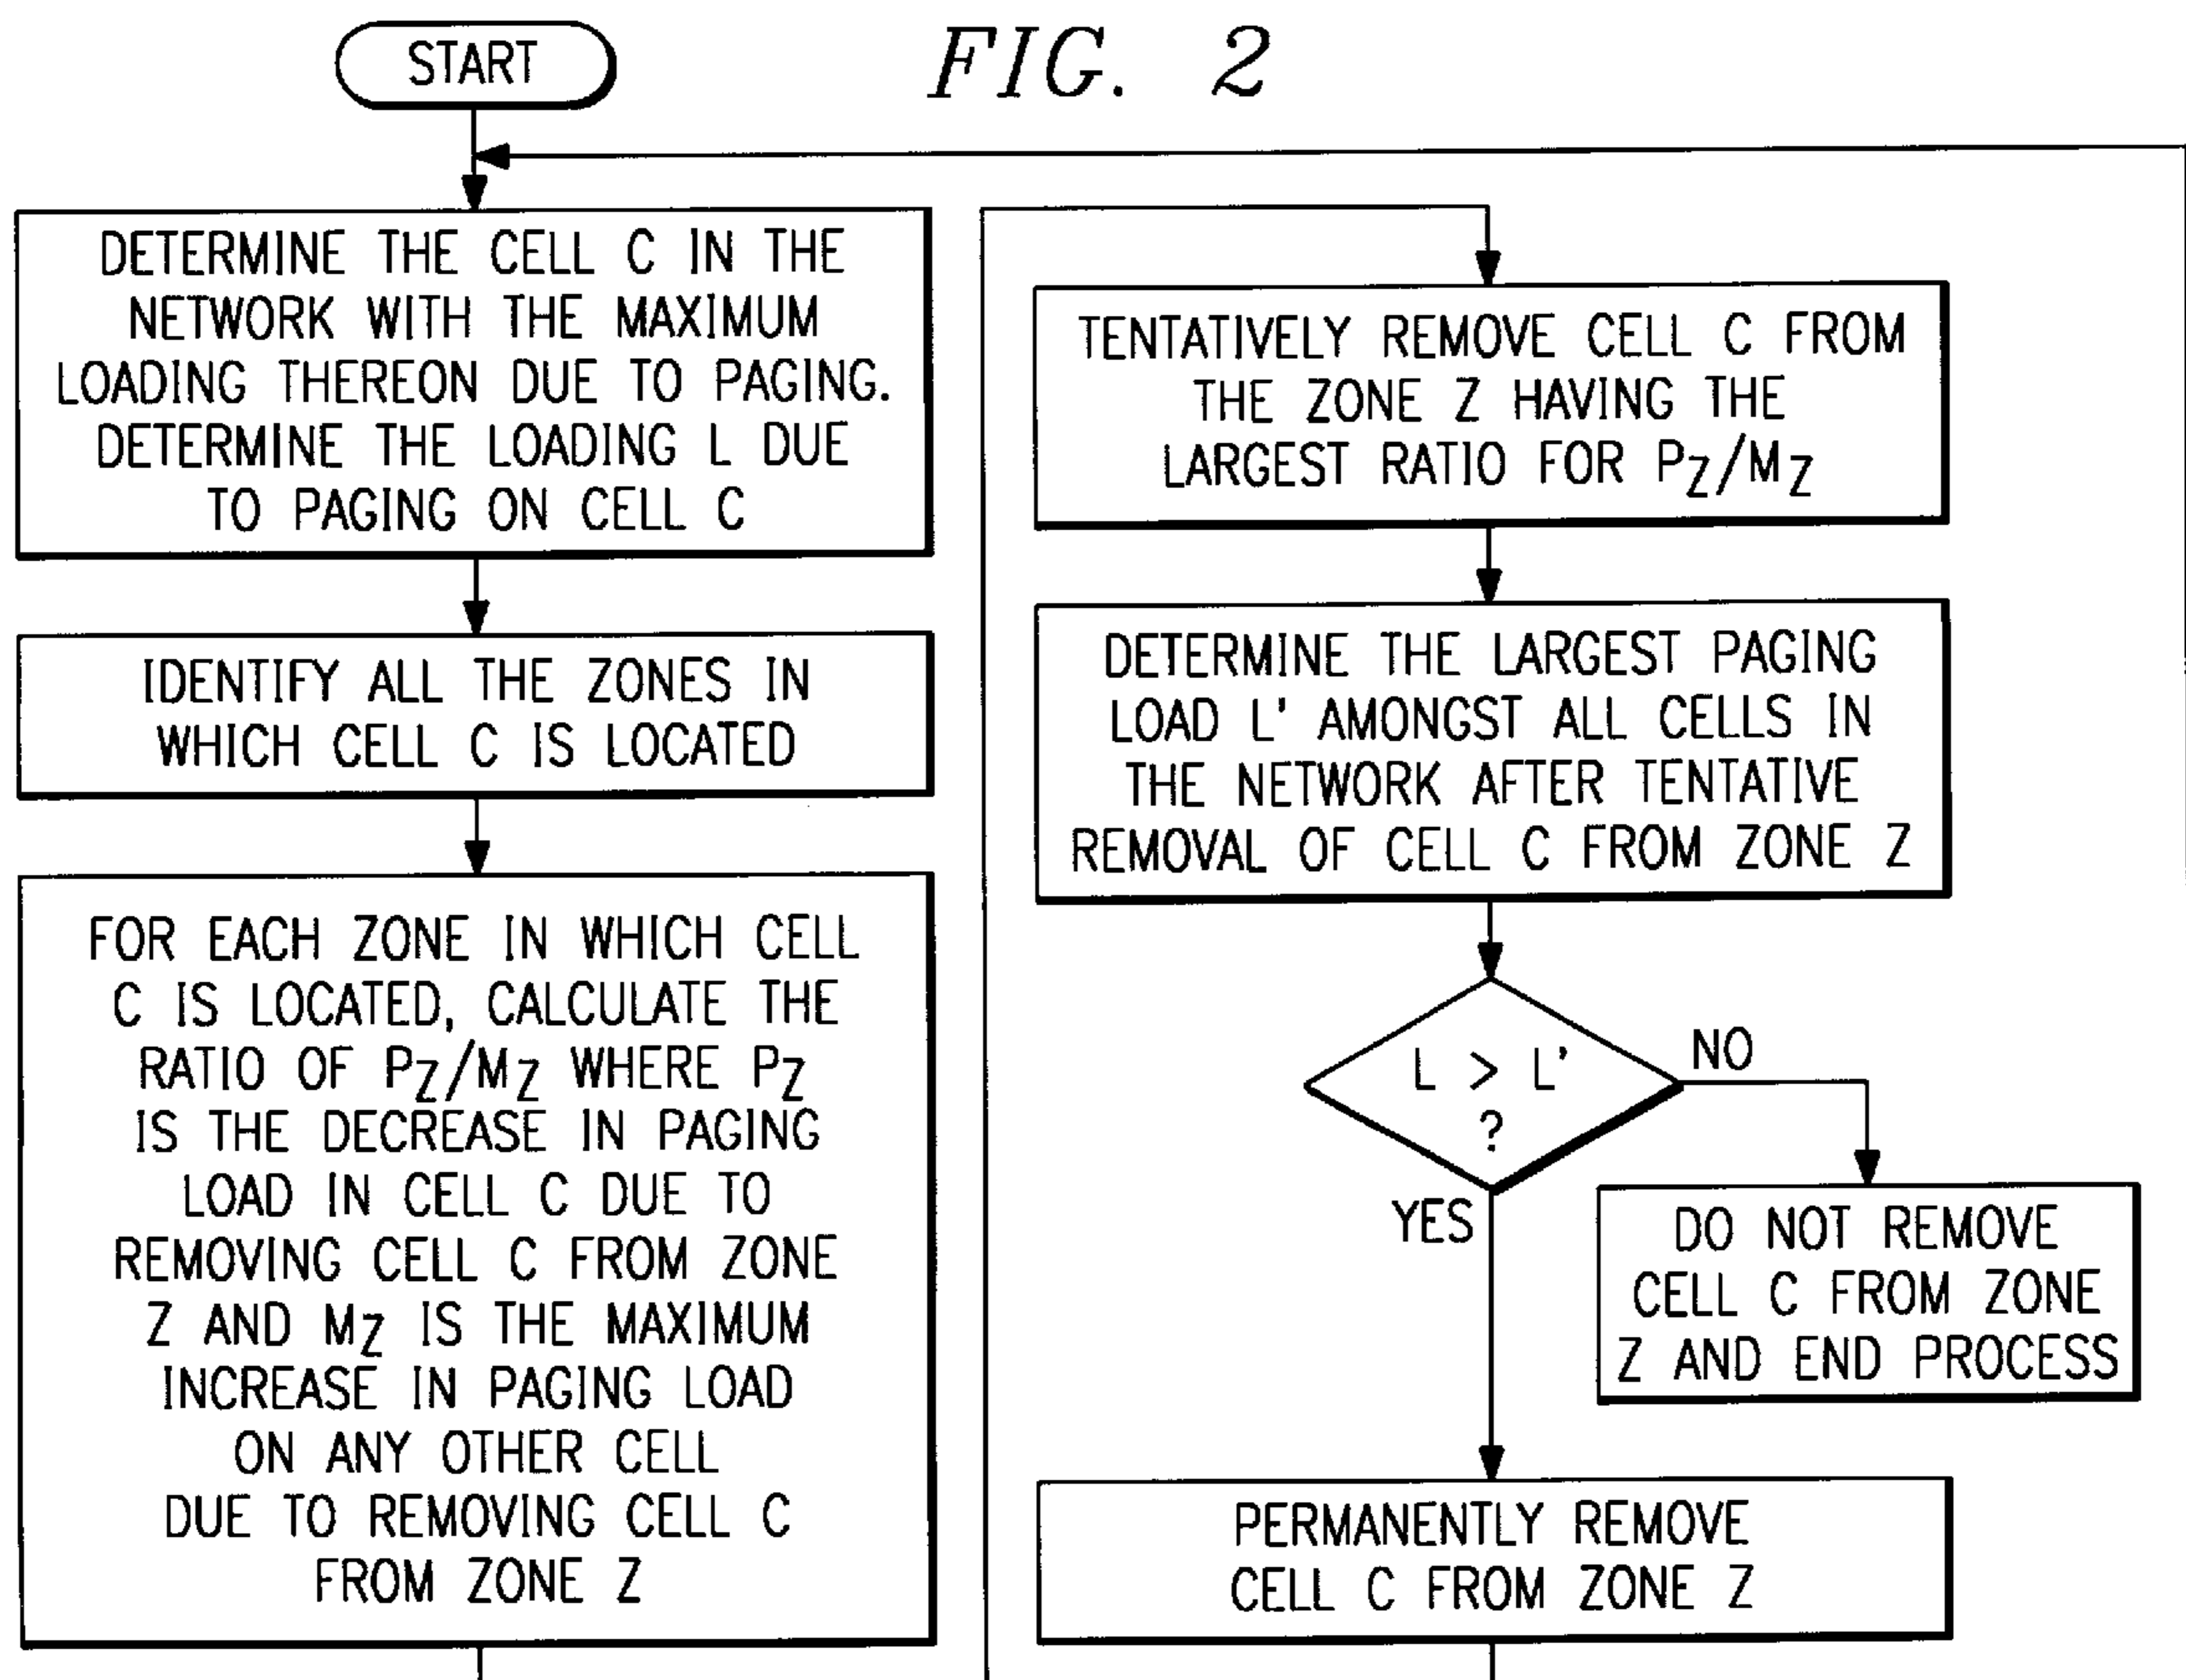 FIG. 2
START
DETERMINE THE CELL C IN THE
NETWORK WITH THE MAXIMUM
LOADING THEREON DUE TO PAGING.
DETERMINE THE LOADING L DUE
TO PAGING ON CELL C
IDENTIFY ALL THE ZONES IN
WHICH CELL C IS LOCATED
FOR EACH ZONE IN WHICH CELL
C IS LOCATED, CALCULATE THE
RATIO OF PZ/MZ WHERE PZ
IS THE DECREASE IN PAGING
LOAD IN CELL C DUE TO
REMOVING CELL C FROM ZONE
Z AND MZ IS THE MAXIMUM
INCREASE IN PAGING LOAD
ON ANY OTHER CELL
DUE TO REMOVING CELL C
FROM ZONE Z
TENTATIVELY REMOVE CELL C FROM
THE ZONE Z HAVING THE
LARGEST RATIO FOR PZ/MZ
DETERMINE THE LARGEST PAGING
LOAD L' AMONGST ALL CELLS IN
THE NETWORK AFTER TENTATIVE
REMOVAL OF CELL C FROM ZONE Z
L > L'
?
NO
YES
DO NOT REMOVE
CELL C FROM ZONE
Z AND END PROCESS
PERMANENTLY REMOVE
CELL C FROM ZONE Z